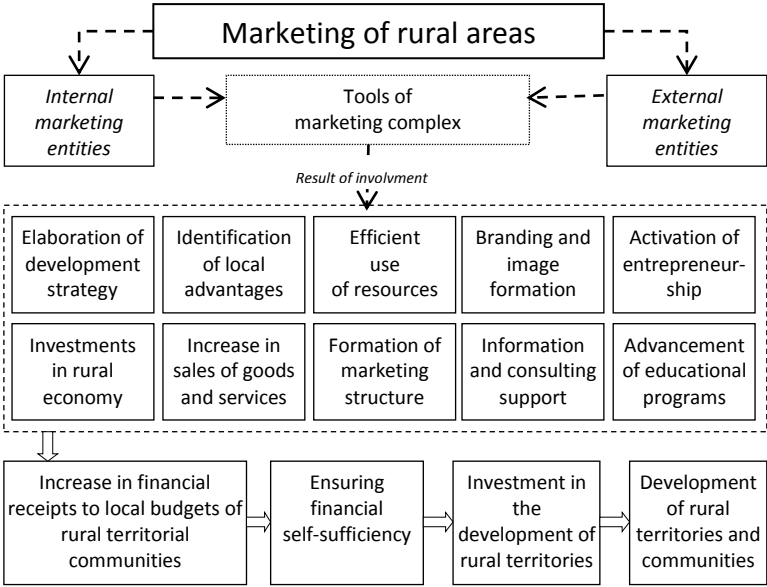 Marketing of rural areas
Internal
marketing
entities
Tools of
marketing complex
External
marketing
entities
Result of involvment
Elaboration of
development
strategy
Identification
of local
advantages
Efficient
use
of resources
Branding and
image
formation
Activation of
entrepreneur-
ship
Investments
in rural
economy
Increase in
sales of goods
and services
Formation of
marketing
structure
Information
and consulting
support
Advancement
of educational
programs
Increase in financial
receipts to local budgets of
rural territorial
communities
Ensuring
financial
self-sufficiency
Investment in
the
development of
rural territories
Development
of rural
territories and
communities